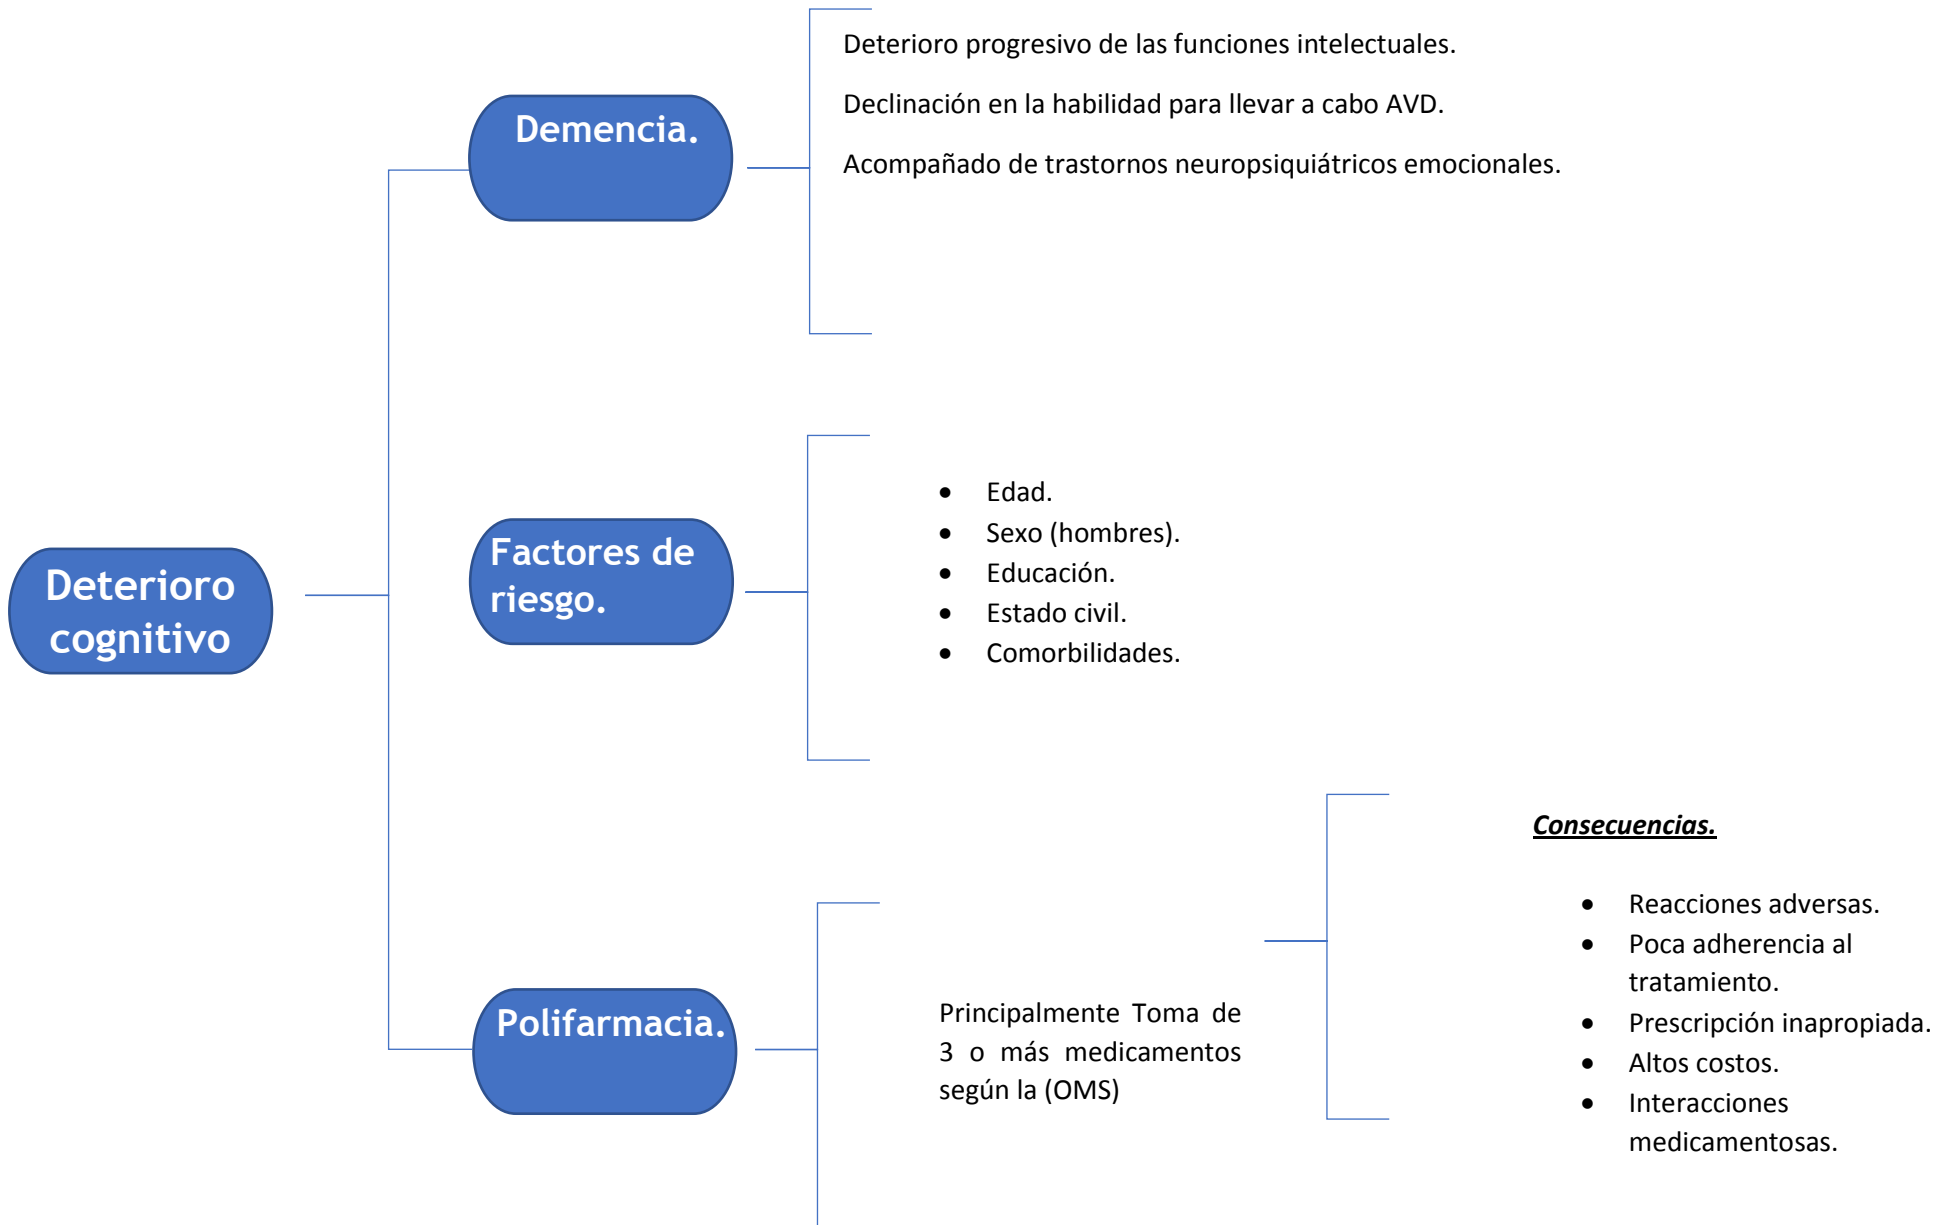 Deterioro
cognitivo
Demencia.
Deterioro progresivo de las funciones intelectuales.
Declinación en la habilidad para llevar a cabo AVD.
Acompañado de trastornos neuropsiquiátricos emocionales.
Factores de
riesgo.
• Edad.
• Sexo (hombres).
• Educación.
• Estado civil.
• Comorbilidades.
Polifarmacia.
Principalmente Toma de
3 o más medicamentos
según la (OMS)
Consecuencias.
• Reacciones adversas.
• Poca adherencia al
tratamiento.
• Prescripción inapropiada.
• Altos costos.
• Interacciones
medicamentosas.